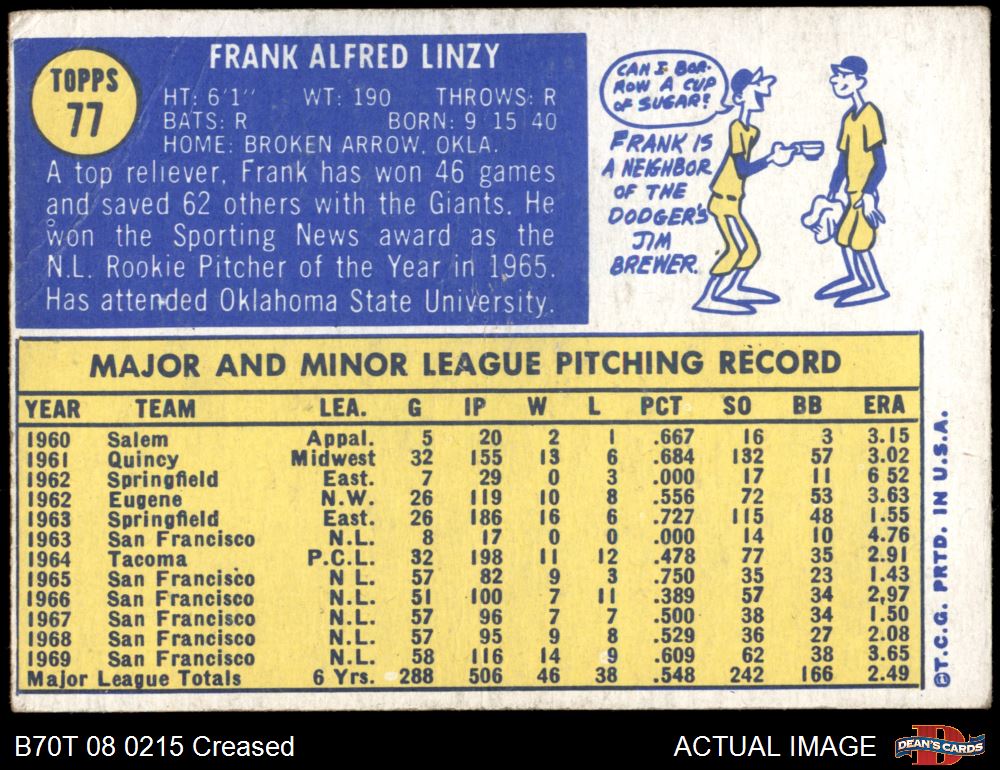 TOPPS
77
FRANK ALFRED LINZY
HT: 6'1" WT: 190 THROWS: R
BATS: R BORN: 9 15 40
HOME: BROKEN ARROW, OKLA.
A top reliever, Frank has won 46 games
and saved 62 others with the Giants. He
won the Sporting News award as the
N.L. Rookie Pitcher of the Year in 1965.
Has attended Oklahoma State University.
CAN I BOR-
ROW A CUP
OF SUGAR?
FRANK IS
A NEIGHBOR
OF THE
DODGER'S
JIM
BREWER.
MAJOR AND MINOR LEAGUE PITCHING RECORD
YEAR TEAM LEA. G IP W L PCT SO BB ERA
1960 Salem Appal. 5 20 2 1 .667 16 3 3.15
1961 Quincy Midwest 32 155 13 6 .684 132 57 3.02
1962 Springfield East. 7 29 0 3 .000 17 11 6 52
1962 Eugene N.W. 26 119 10 8 .556 72 53 3.63
1963 Springfield East. 26 186 16 6 .727 115 48 1.55
1963 San Francisco N.L. 8 17 0 0 .000 14 10 4.76
1964 Tacoma P.C.L. 32 198 11 12 .478 77 35 2.91
1965 San Francisco N L. 57 82 9 3 .750 35 23 1.43
1966 San Francisco N.L. 51 100 7 11 .389 57 34 2,97
1967 San Francisco N.L. 57 96 7 7 .500 38 34 1.50
1968 San Francisco N.L. 57 95 9 8 .529 36 27 2.08
1969 San Francisco N.L. 58 116 14 9 .609 62 38 3.65
Major League Totals 6 Yrs. 288 506 46 38 .548 242 166 2.49
©T.C.G. PRTD. IN U.S.A.
B70T 08 0215 Creased
ACTUAL IMAGE
DEAN'S CARDS